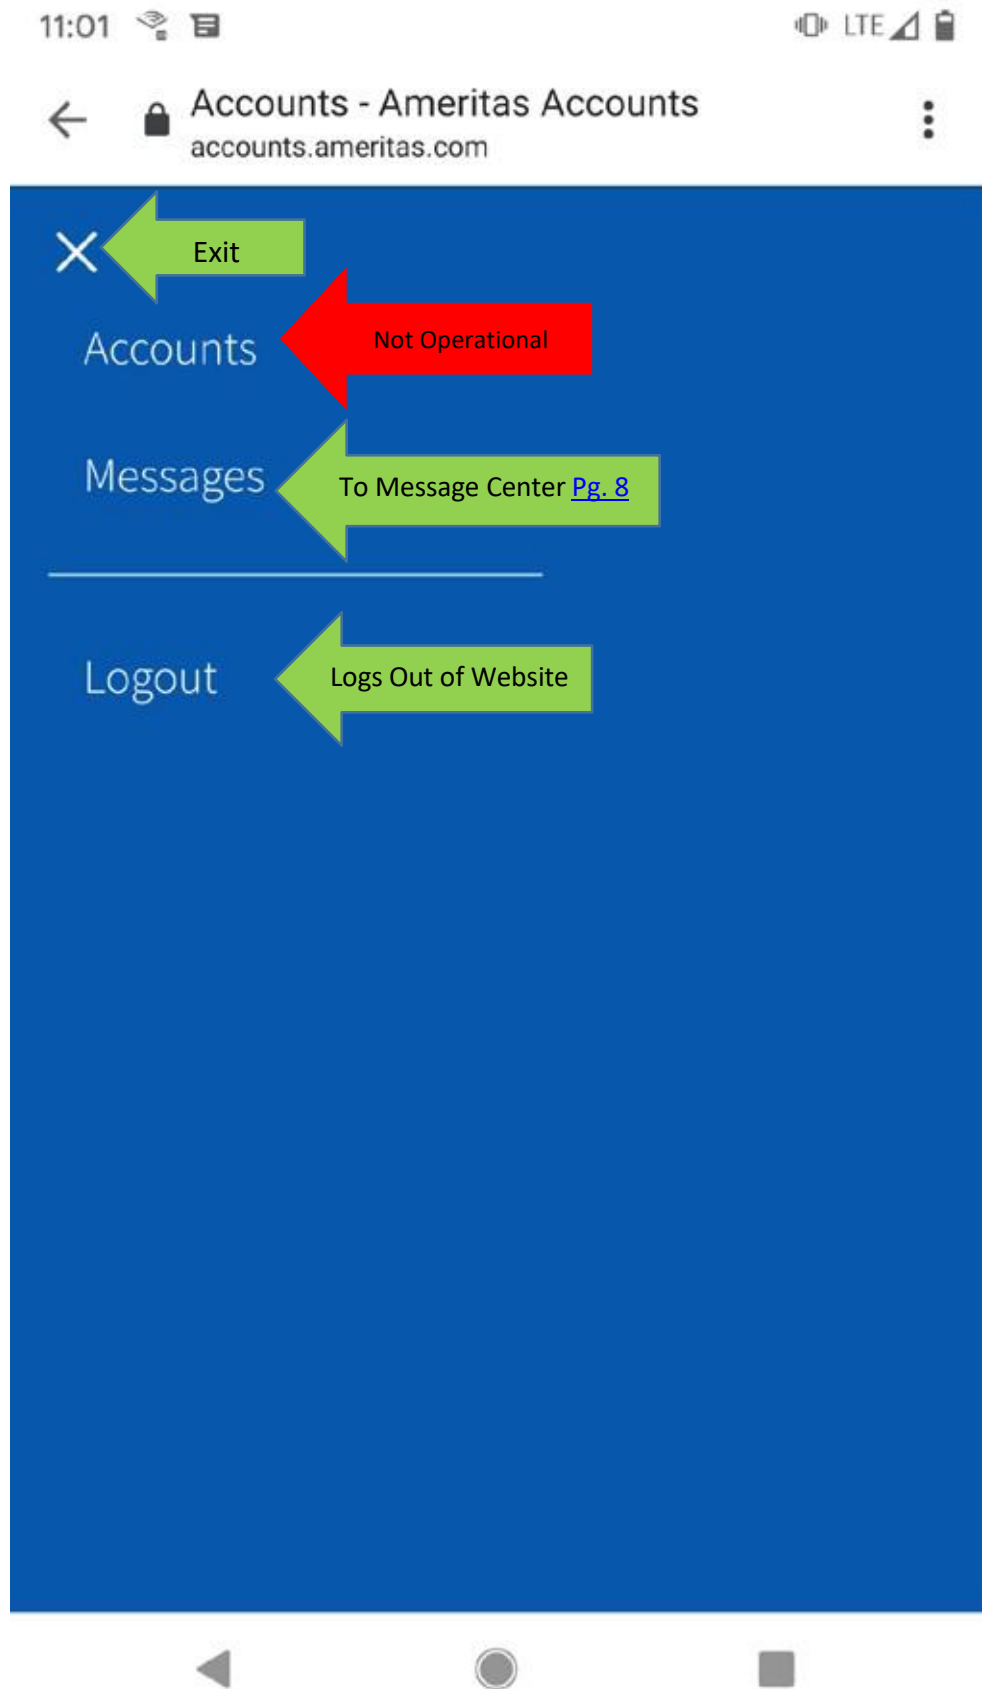 11:01 LTE
Accounts - Ameritas Accounts
accounts.ameritas.com
Exit
Accounts
Not Operational
Messages
To Message Center Pg. 8
Logout
Logs Out of Website